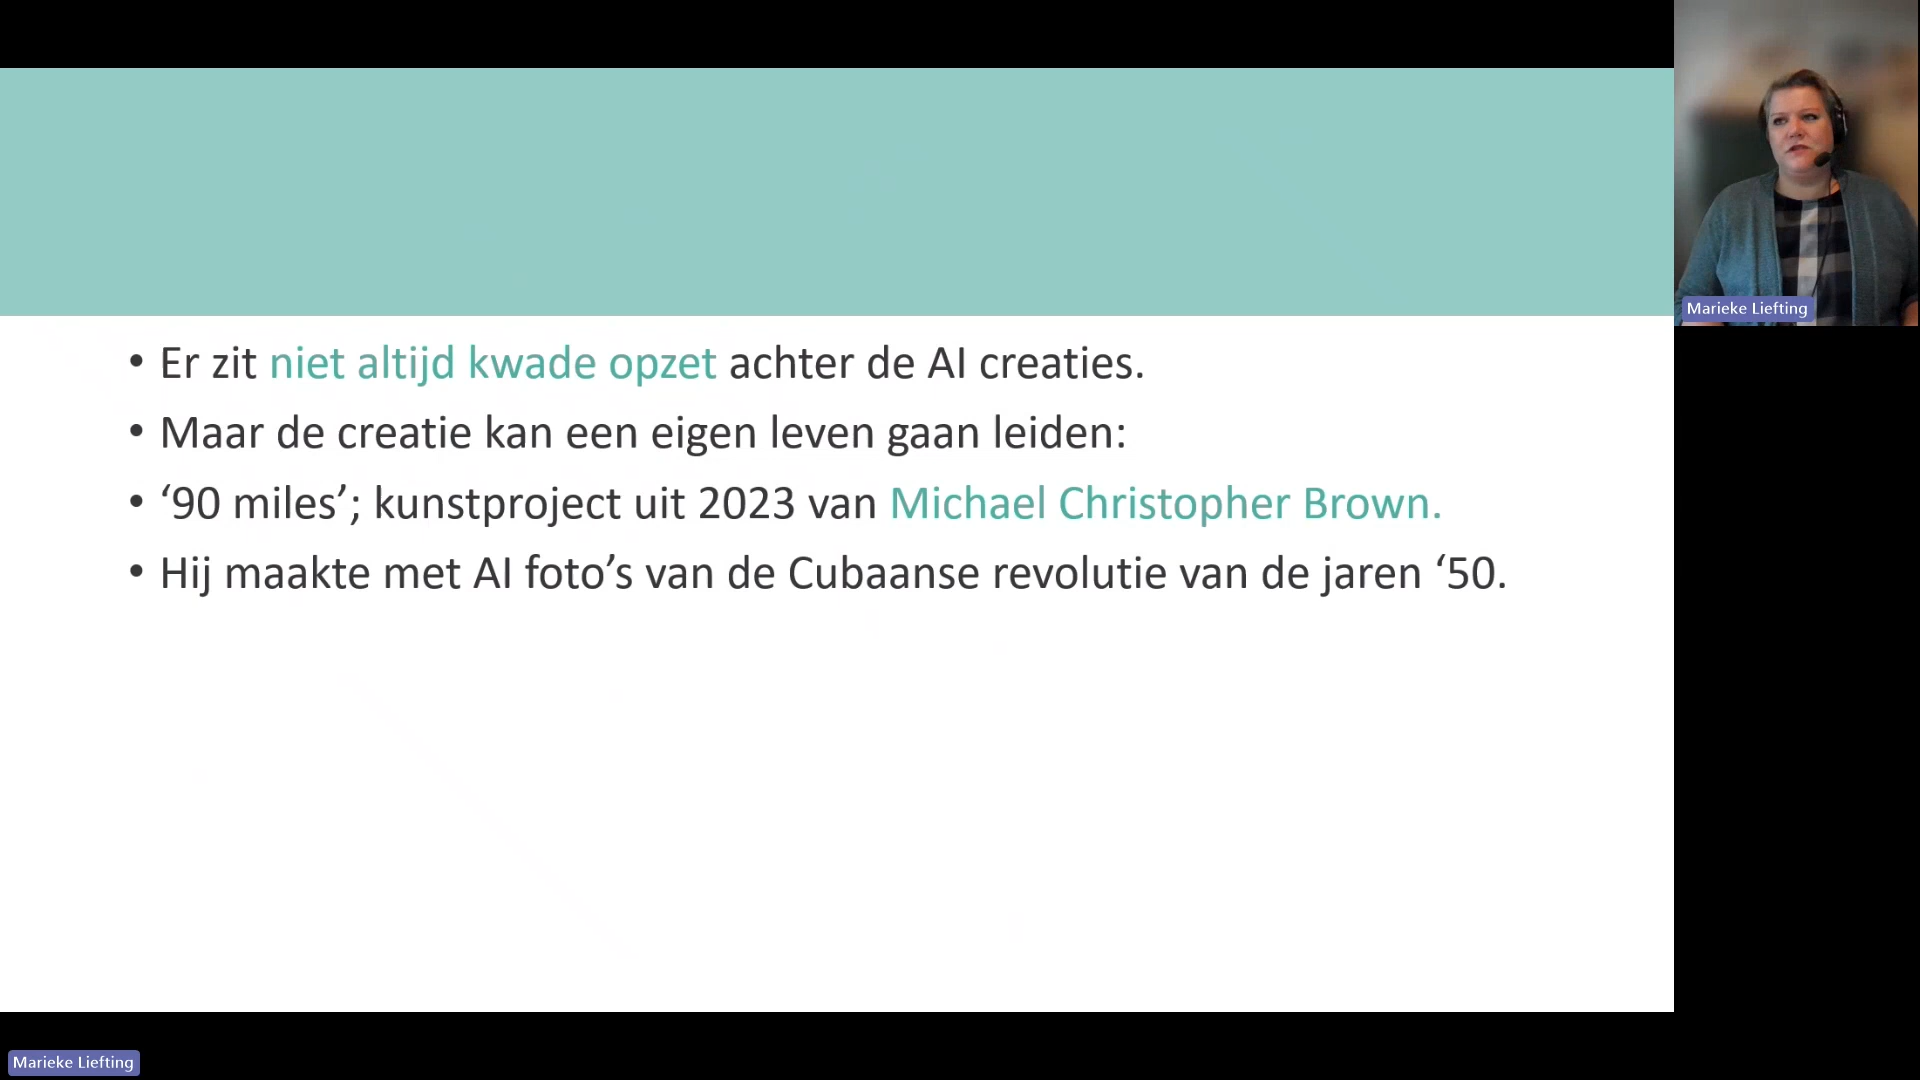 • Er zit niet altijd kwade opzet achter de AI creaties.
• Maar de creatie kan een eigen leven gaan leiden:
• ‘90 miles’; kunstproject uit 2023 van Michael Christopher Brown.
• Hij maakte met AI foto’s van de Cubaanse revolutie van de jaren ‘50.
Marieke Liefting
Marieke Liefting